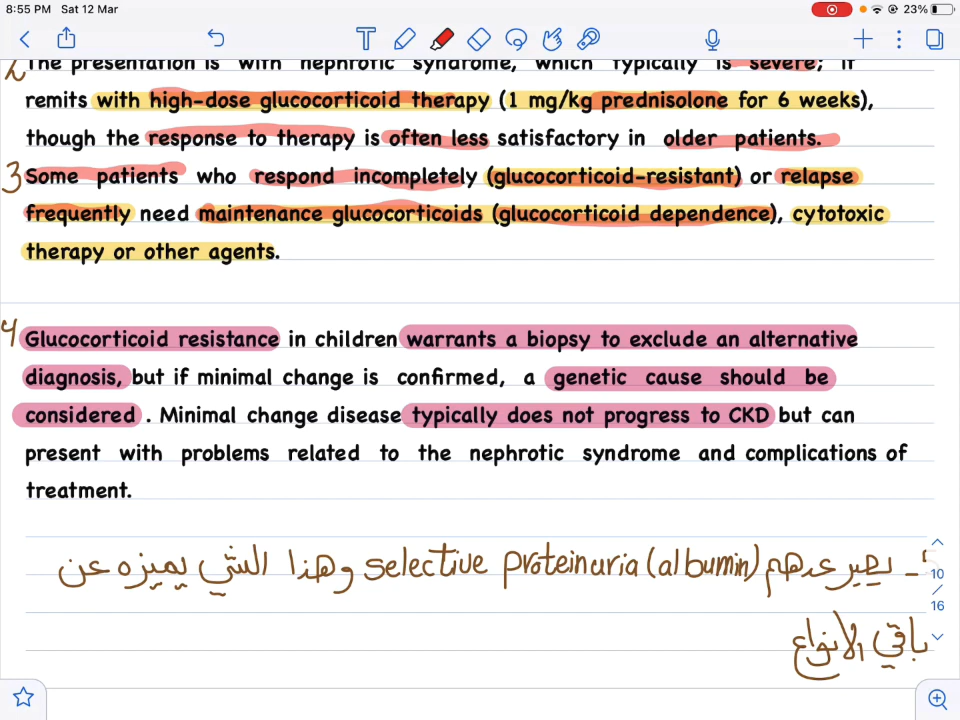 8:55 PM Sat 12 Mar
23%
2 The presentation is with nephrotic syndrome, which typically is severe; it
remits with high-dose glucocorticoid therapy (1 mg/kg prednisolone for 6 weeks),
though the response to therapy is often less satisfactory in older patients.
3 Some patients who respond incompletely (glucocorticoid-resistant) or relapse
frequently need maintenance glucocorticoids (glucocorticoid dependence), cytotoxic
therapy or other agents.
4 Glucocorticoid resistance in children warrants a biopsy to exclude an alternative
diagnosis, but if minimal change is confirmed, a genetic cause should be
considered. Minimal change disease typically does not progress to CKD but can
present with problems related to the nephrotic syndrome and complications of
treatment.
5- يصير عدهم selective proteinuria (albumin) وهذا الشي يميزه عن
باقي الانواع
10
/
16